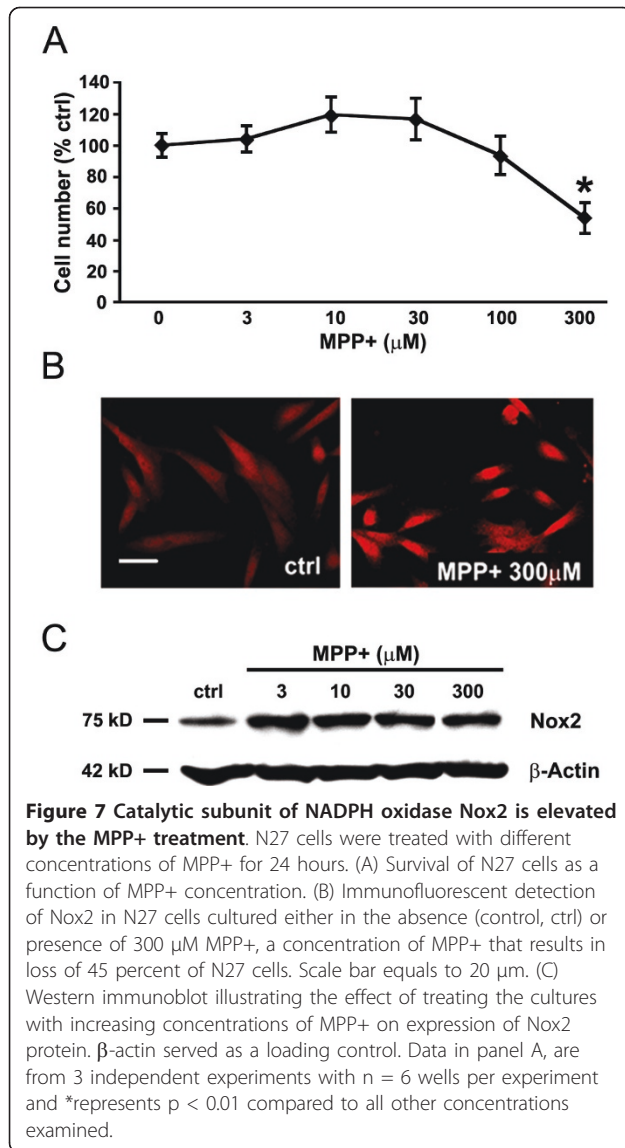 A
140
120
100
80
60
40
20
0
Cell number (% ctrl)
*
0 3 10 30 100 300
MPP+ (µM)
B
ctrl
MPP+ 300µM
C
MPP+ (µM)
ctrl 3 10 30 300
75 kD Nox2
42 kD β-Actin
Figure 7 Catalytic subunit of NADPH oxidase Nox2 is elevated
by the MPP+ treatment. N27 cells were treated with different
concentrations of MPP+ for 24 hours. (A) Survival of N27 cells as a
function of MPP+ concentration. (B) Immunofluorescent detection
of Nox2 in N27 cells cultured either in the absence (control, ctrl) or
presence of 300 µM MPP+, a concentration of MPP+ that results in
loss of 45 percent of N27 cells. Scale bar equals to 20 µm. (C)
Western immunoblot illustrating the effect of treating the cultures
with increasing concentrations of MPP+ on expression of Nox2
protein. β-actin served as a loading control. Data in panel A, are
from 3 independent experiments with n = 6 wells per experiment
and *represents p < 0.01 compared to all other concentrations
examined.